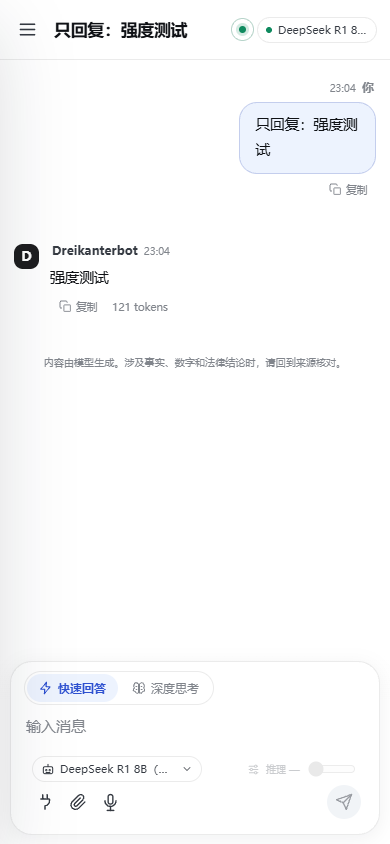 只回复：强度测试
DeepSeek R1 8...
23:04 你
只回复：强度测
试
复制
D
Dreikanterbot 23:04
强度测试
复制 121 tokens
内容由模型生成。涉及事实、数字和法律结论时，请回到来源核对。
快速回答 深度思考
输入消息
DeepSeek R1 8B（... 推理 —